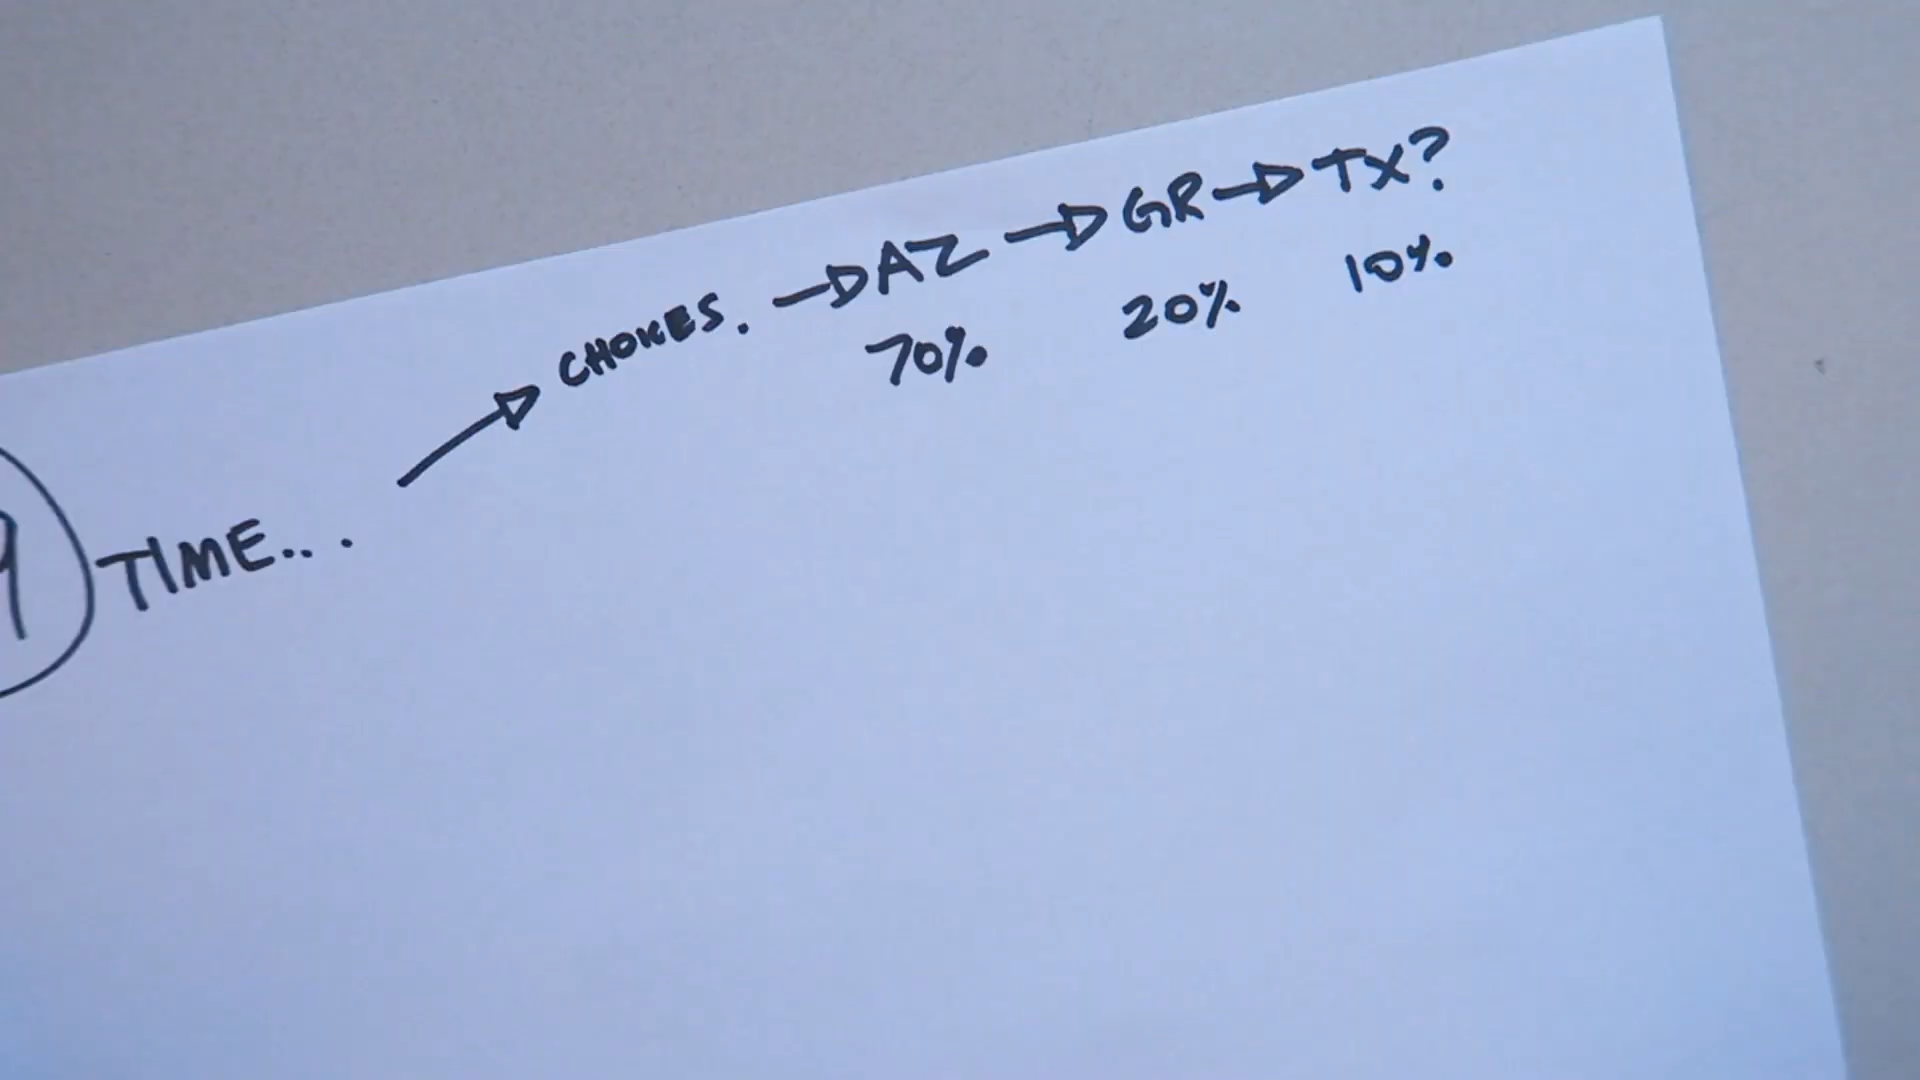 CHOKES. → AZ → GR → TX?
70% 20% 10%
TIME...